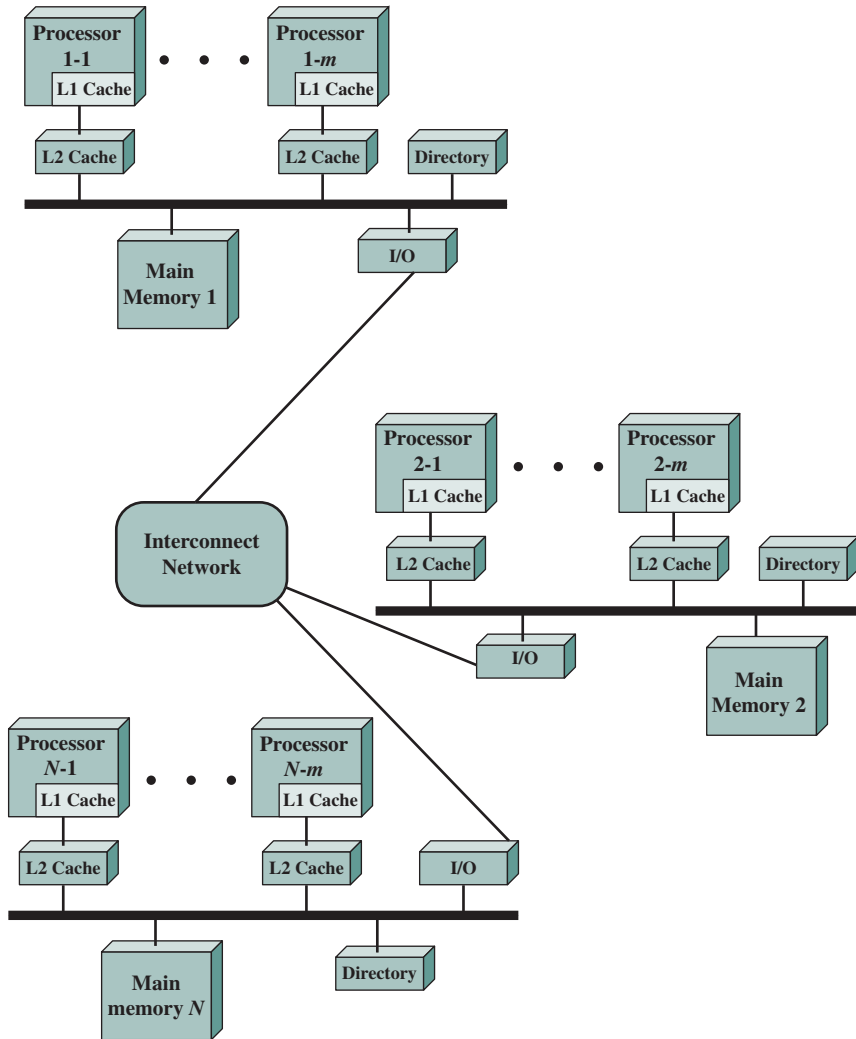 Processor
1-1
L1 Cache
Processor
1-m
L1 Cache
L2 Cache
L2 Cache
Directory
Main
Memory 1
I/O
Processor
2-1
L1 Cache
Processor
2-m
L1 Cache
Interconnect
Network
L2 Cache
L2 Cache
Directory
I/O
Main
Memory 2
Processor
N-1
L1 Cache
Processor
N-m
L1 Cache
L2 Cache
L2 Cache
I/O
Main
memory N
Directory